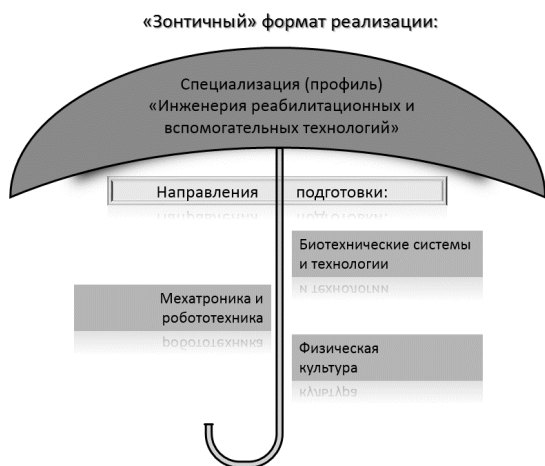 «Зонтичный» формат реализации:
Специализация (профиль)
«Инженерия реабилитационных и
вспомогательных технологий»
Направления подготовки:
Биотехнические системы
и технологии
Мехатроника и
робототехника
Физическая
культура